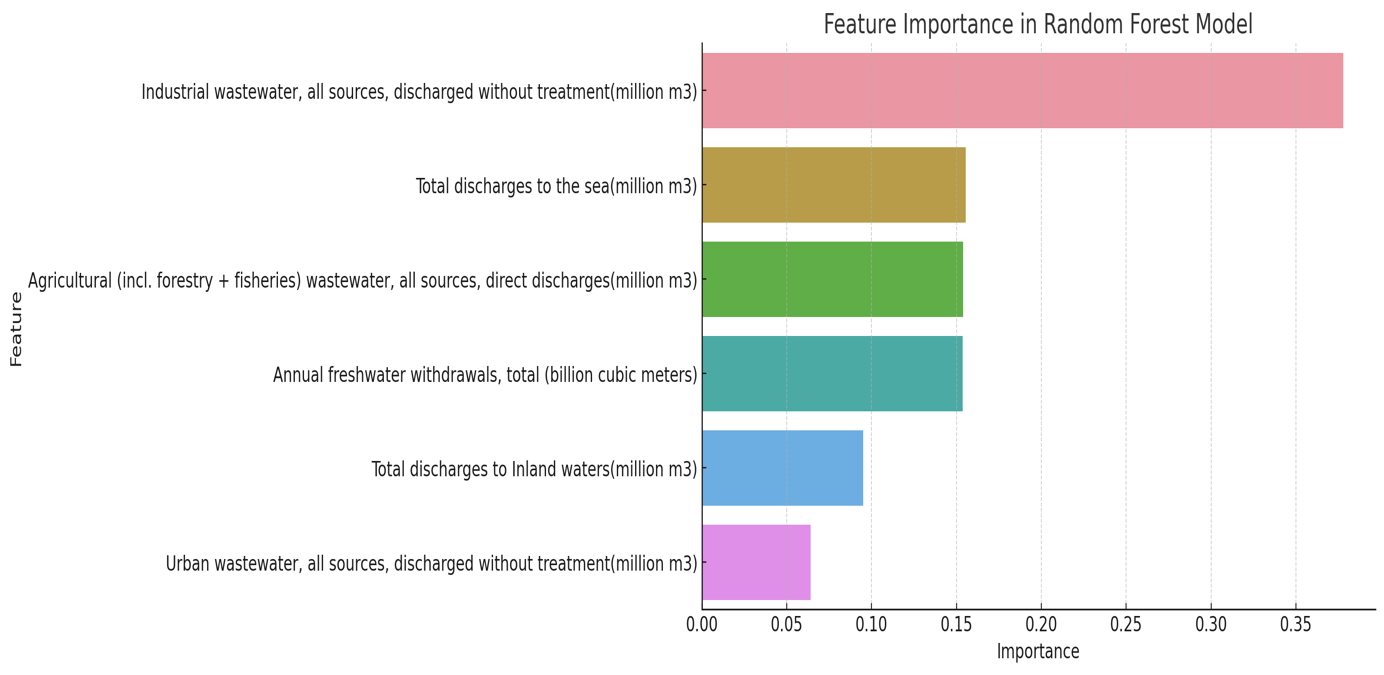 Feature Importance in Random Forest Model
Industrial wastewater, all sources, discharged without treatment(million m3)
Total discharges to the sea(million m3)
Agricultural (incl. forestry + fisheries) wastewater, all sources, direct discharges(million m3)
Feature
Annual freshwater withdrawals, total (billion cubic meters)
Total discharges to Inland waters(million m3)
Urban wastewater, all sources, discharged without treatment(million m3)
0.00 0.05 0.10 0.15 0.20 0.25 0.30 0.35
Importance